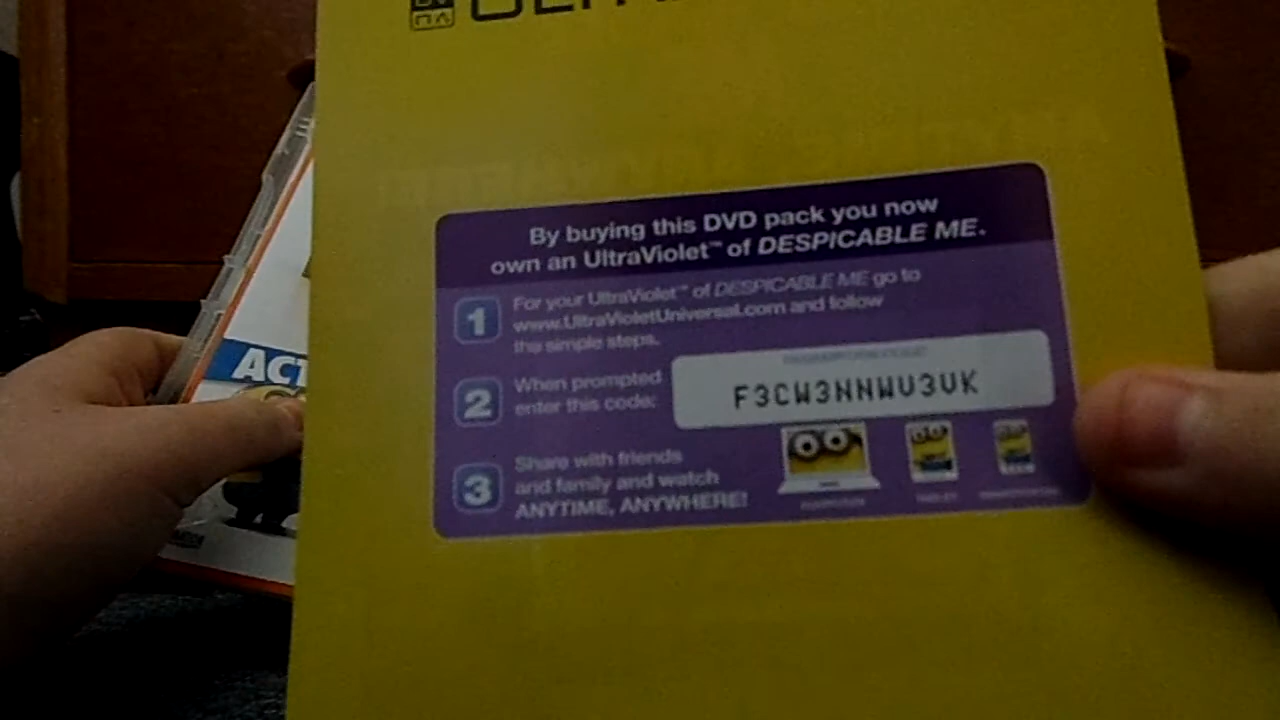 By buying this DVD pack you now
own an UltraViolet™ of DESPICABLE ME.
1
For your UltraViolet™ of DESPICABLE ME go to
www.UltraVioletUniversal.com and follow
the simple steps.
2
When prompted
enter this code:
F3CW3NNWU3UK
3
Share with friends
and family and watch
ANYTIME, ANYWHERE!
ACT